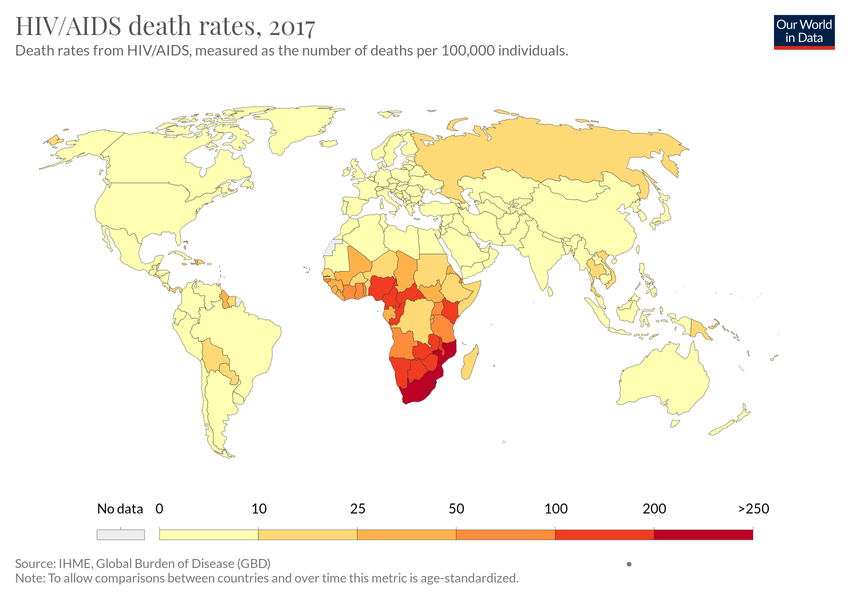 HIV/AIDS death rates, 2017
Our World
in Data
Death rates from HIV/AIDS, measured as the number of deaths per 100,000 individuals.
No data 0 10 25 50 100 200 >250
Source: IHME, Global Burden of Disease (GBD)
Note: To allow comparisons between countries and over time this metric is age-standardized.